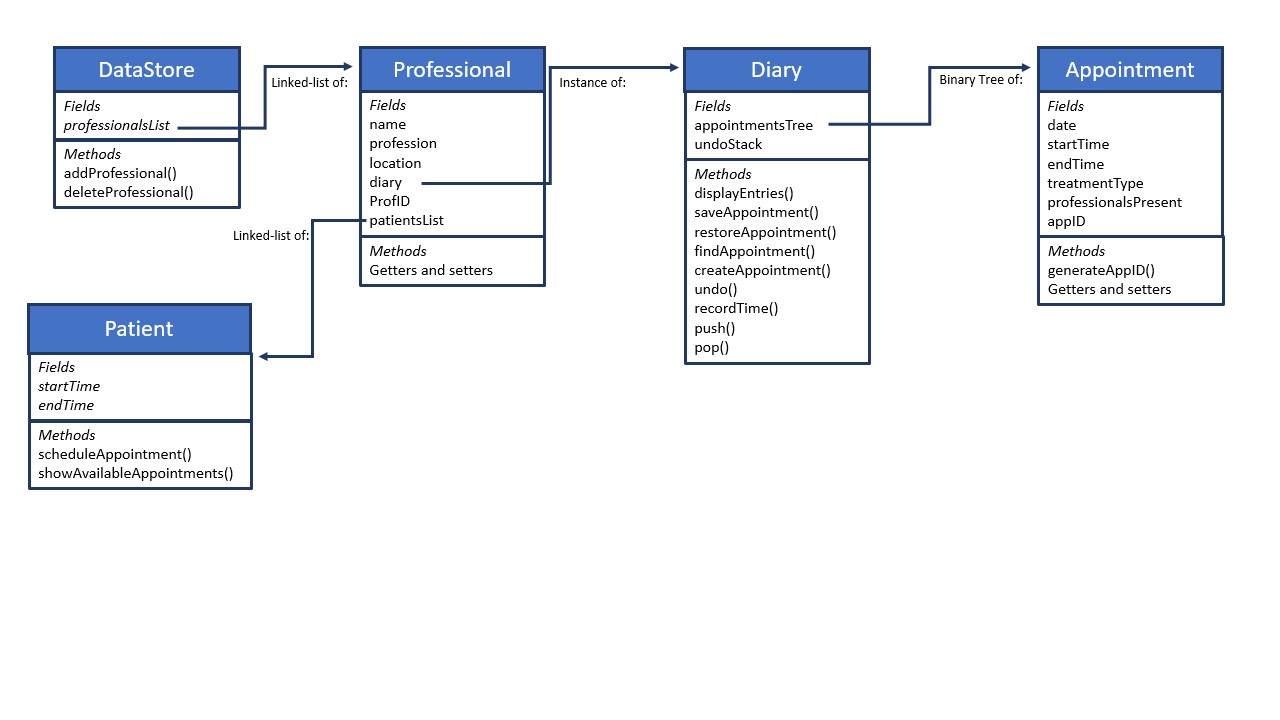 DataStore
Fields
professionalsList
Methods
addProfessional()
deleteProfessional()
Linked-list of:
Professional
Fields
name
profession
location
diary
ProfID
patientsList
Methods
Getters and setters
Instance of:
Diary
Fields
appointmentsTree
undoStack
Methods
displayEntries()
saveAppointment()
restoreAppointment()
findAppointment()
createAppointment()
undo()
recordTime()
push()
pop()
Binary Tree of:
Appointment
Fields
date
startTime
endTime
treatmentType
professionalsPresent
appID
Methods
generateAppID()
Getters and setters
Linked-list of:
Patient
Fields
startTime
endTime
Methods
scheduleAppointment()
showAvailableAppointments()